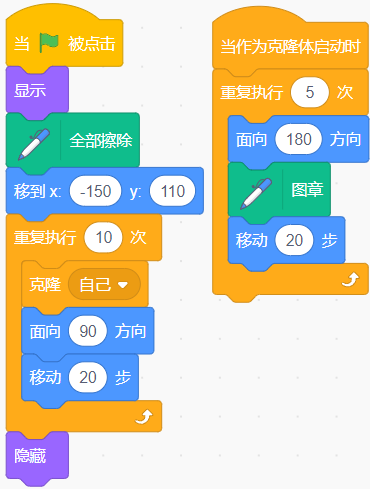 当 被点击
显示
全部擦除
移到 x: -150 y: 110
重复执行 10 次
克隆 自己
面向 90 方向
移动 20 步
隐藏
当作为克隆体启动时
重复执行 5 次
面向 180 方向
图章
移动 20 步